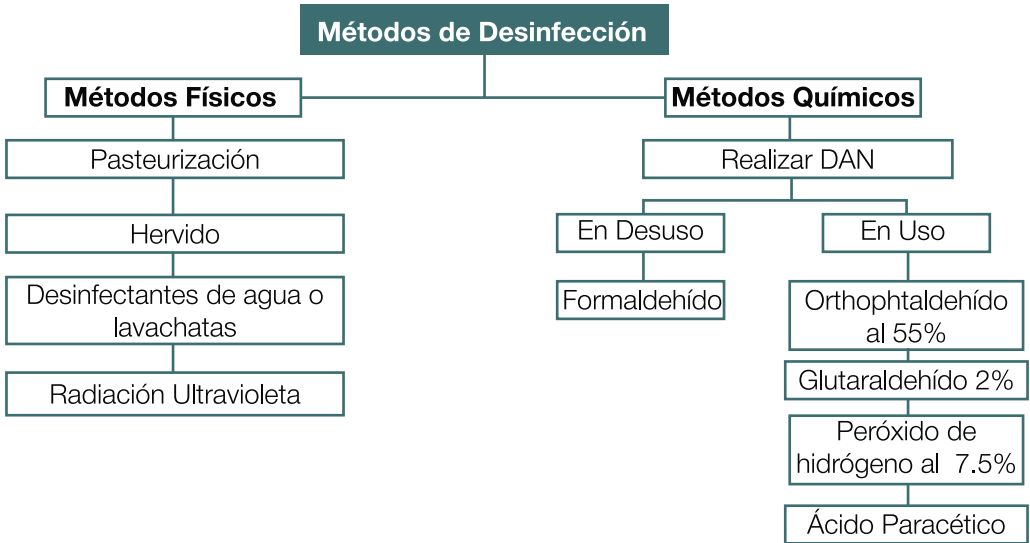 Métodos de Desinfección
Métodos Físicos
Pasteurización
Hervido
Desinfectantes de agua o
lavachatas
Radiación Ultravioleta
Métodos Químicos
Realizar DAN
En Desuso
Formaldehído
En Uso
Orthophtaldehído
al 55%
Glutaraldehído 2%
Peróxido de
hidrógeno al 7.5%
Ácido Paracético